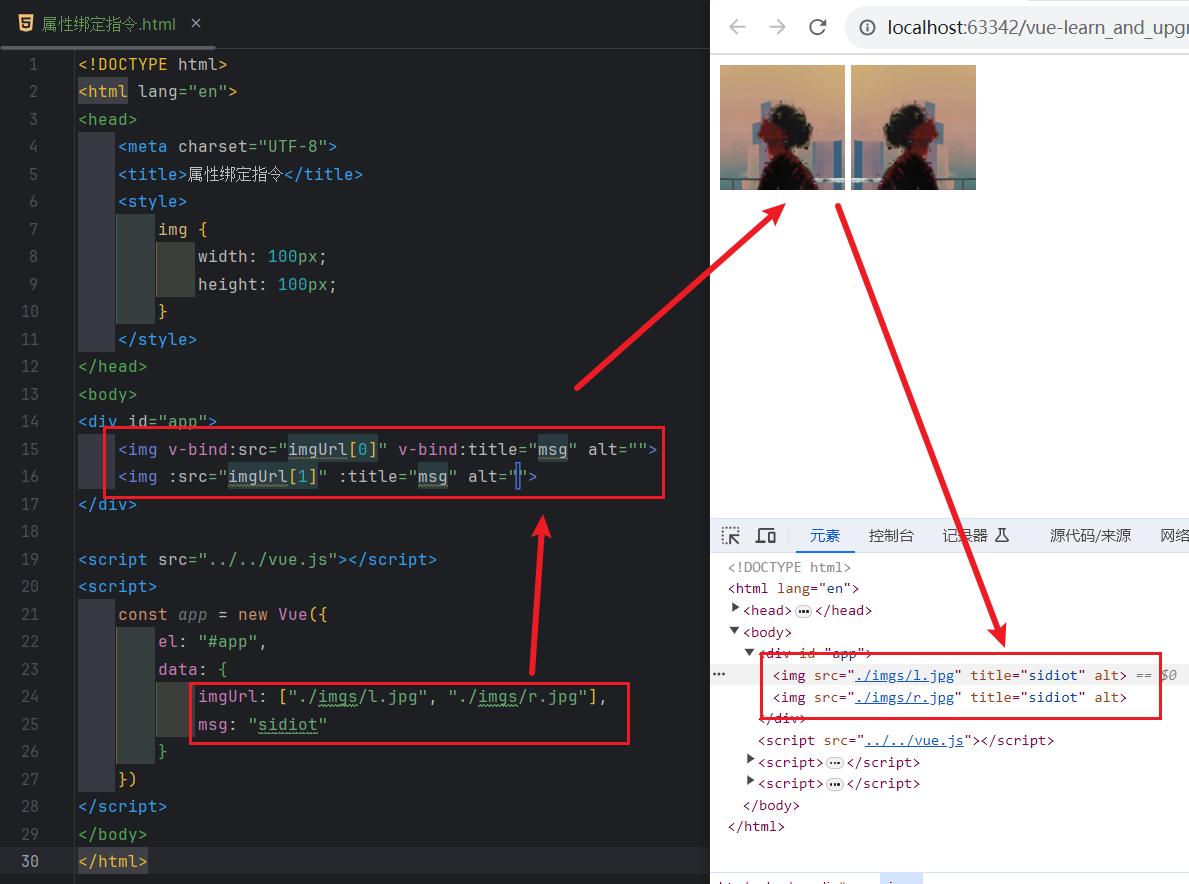 属性绑定指令.html ×
1 <!DOCTYPE html>
2 <html lang="en">
3 <head>
4 <meta charset="UTF-8">
5 <title>属性绑定指令</title>
6 <style>
7 img {
8 width: 100px;
9 height: 100px;
10 }
11 </style>
12 </head>
13 <body>
14 <div id="app">
15 <img v-bind:src="imgUrl[0]" v-bind:title="msg" alt="">
16 <img :src="imgUrl[1]" :title="msg" alt="">
17 </div>
18
19 <script src="../../vue.js"></script>
20 <script>
21 const app = new Vue({
22 el: "#app",
23 data: {
24 imgUrl: ["./imgs/l.jpg", "./imgs/r.jpg"],
25 msg: "sidiot"
26 }
27 })
28 </script>
29 </body>
30 </html>
localhost:63342/vue-learn_and_upgr
元素 控制台 记录器 源代码/来源 网络
<!DOCTYPE html>
<html lang="en">
<head> ••• </head>
<body>
<div id="app">
<img src="./imgs/l.jpg" title="sidiot" alt> == $0
<img src="./imgs/r.jpg" title="sidiot" alt>
</div>
<script src="../../vue.js"></script>
<script> ••• </script>
<script> ••• </script>
</body>
</html>